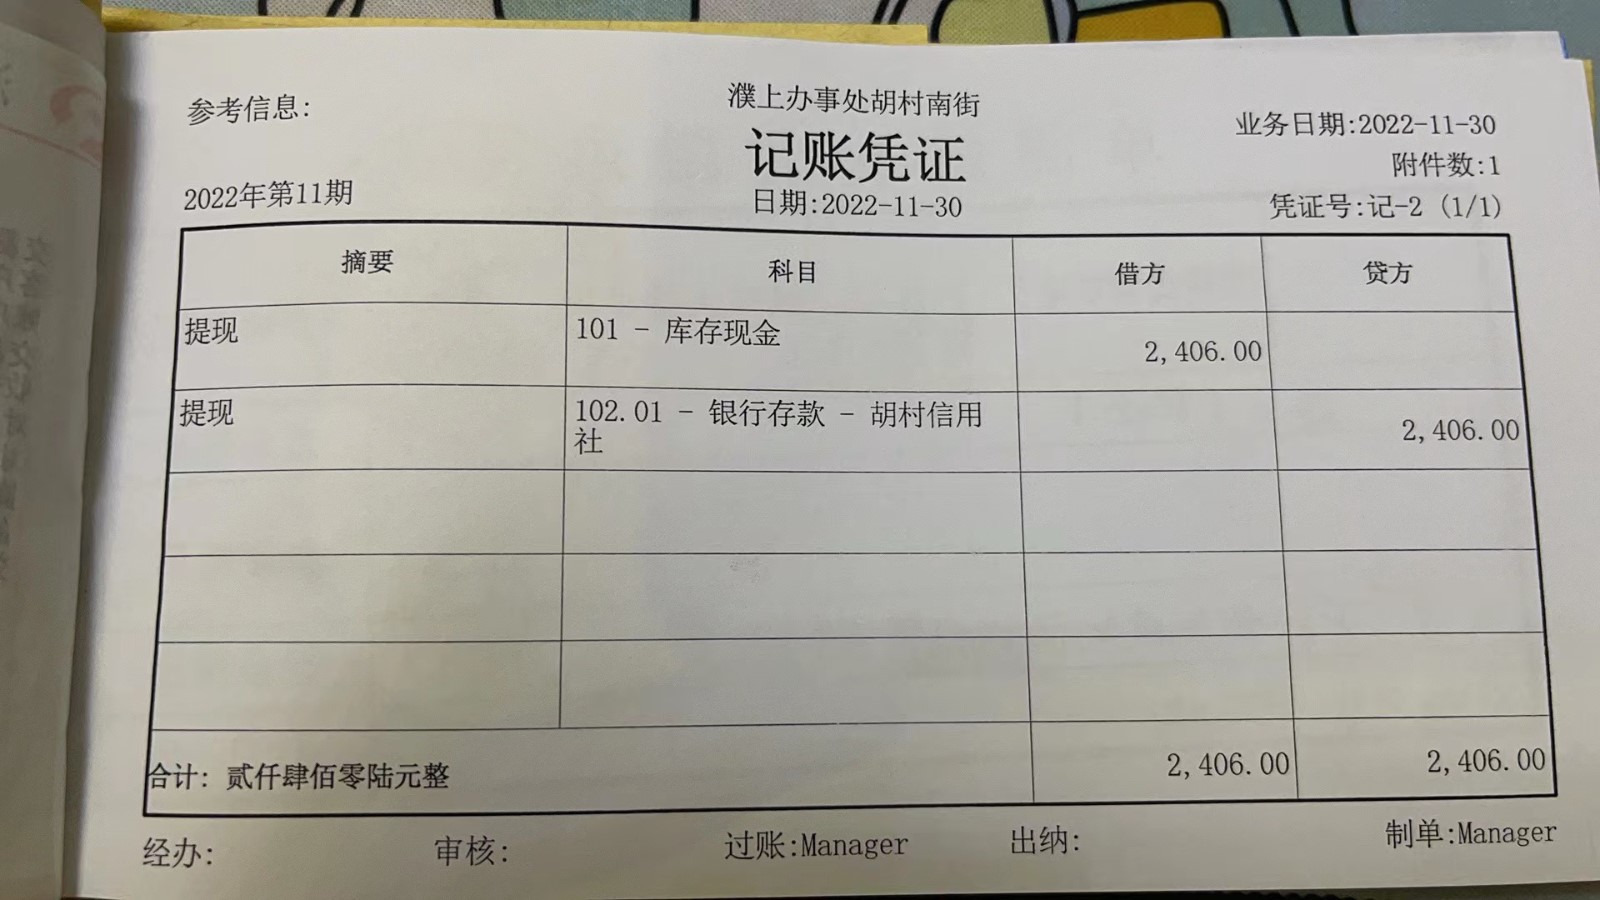 濮上办事处胡村南街
参考信息:
记账凭证
业务日期:2022-11-30
附件数:1
2022年第11期
日期:2022-11-30
凭证号:记-2 (1/1)
摘要 科目 借方 贷方
提现 101 - 库存现金 2,406.00
提现 102.01 - 银行存款 - 胡村信用
社 2,406.00
合计: 贰仟肆佰零陆元整 2,406.00 2,406.00
经办: 审核: 过账:Manager 出纳: 制单:Manager